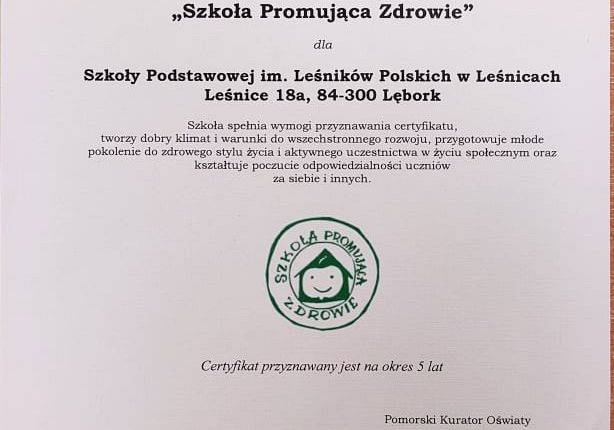 „Szkoła Promująca Zdrowie”
dla
Szkoły Podstawowej im. Leśników Polskich w Leśnicach
Leśnice 18a, 84-300 Lębork
Szkoła spełnia wymogi przyznawania certyfikatu,
tworzy dobry klimat i warunki do wszechstronnego rozwoju, przygotowuje młode
pokolenie do zdrowego stylu życia i aktywnego uczestnictwa w życiu społecznym oraz
kształtuje poczucie odpowiedzialności uczniów
za siebie i innych.
SZKOŁA PROMUJĄCA
ZDROWIE
Certyfikat przyznawany jest na okres 5 lat
Pomorski Kurator Oświaty